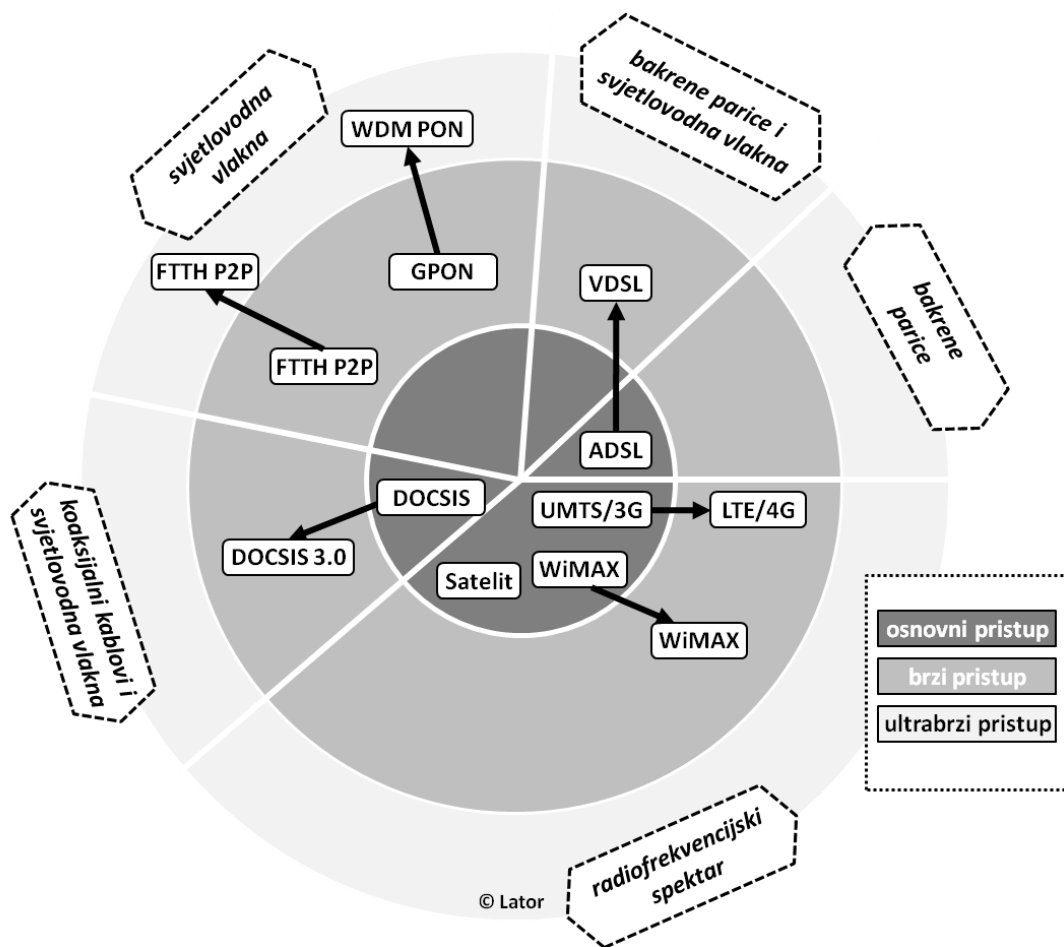 svjetlovodna
vlakna
bakrene parice i
svjetlovodna vlakna
WDM PON
FTTH P2P
GPON
VDSL
bakrene
parice
FTTH P2P
ADSL
DOCSIS
UMTS/3G
LTE/4G
koaksijalni kablovi i
svjetlovodna vlakna
DOCSIS 3.0
Satelit
WiMAX
WiMAX
osnovni pristup
brzi pristup
ultrabrzi pristup
radiofrekvencijski
spektar
© Lator